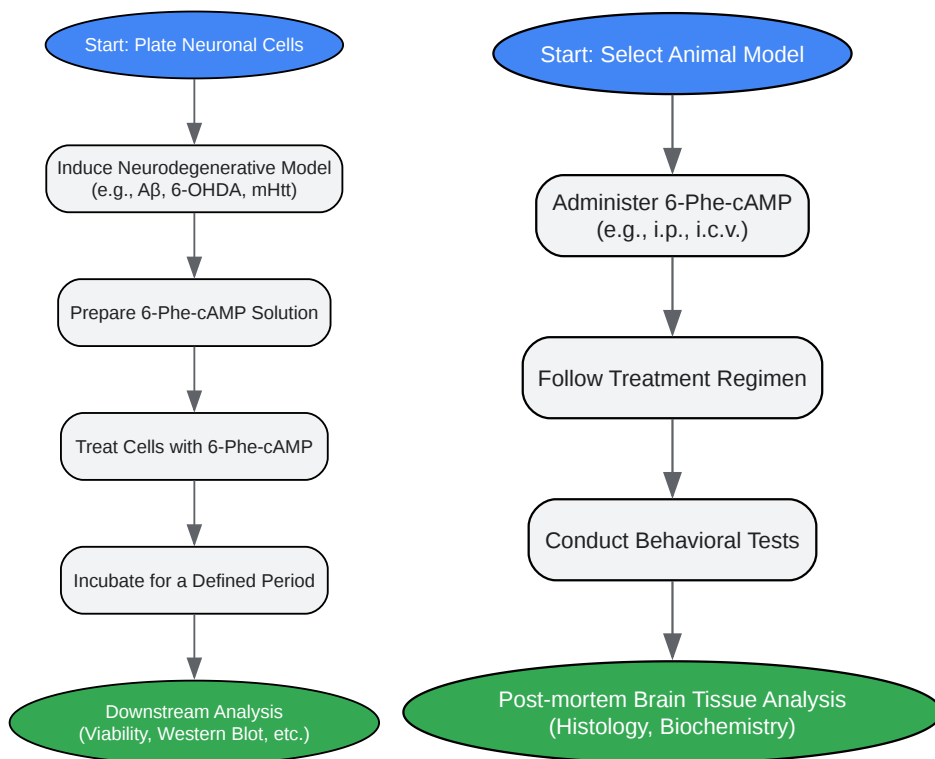 Start: Plate Neuronal Cells
Induce Neurodegenerative Model
(e.g., Aβ, 6-OHDA, mHtt)
Prepare 6-Phe-cAMP Solution
Treat Cells with 6-Phe-cAMP
Incubate for a Defined Period
Downstream Analysis
(Viability, Western Blot, etc.)
Start: Select Animal Model
Administer 6-Phe-cAMP
(e.g., i.p., i.c.v.)
Follow Treatment Regimen
Conduct Behavioral Tests
Post-mortem Brain Tissue Analysis
(Histology, Biochemistry)